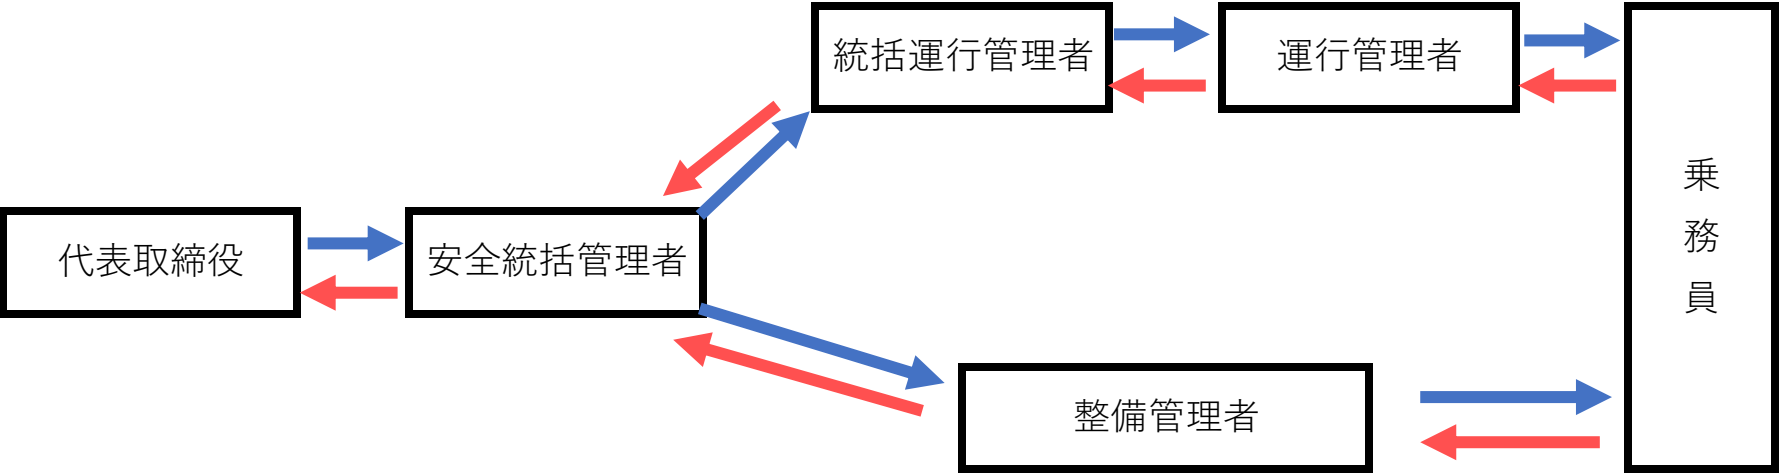 統括運行管理者
運行管理者
乗務員
代表取締役
安全統括管理者
整備管理者